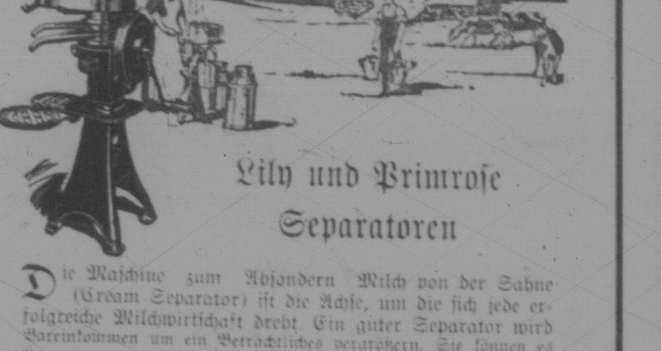 Lily und Primrose
Separatoren
Die Maschine zum Absondern Milch von der Sahne
(Cream Separator) ist die Achse, um die sich jede er-
folgreiche Milchwirtschaft dreht. Ein guter Separator wird
Bareinkommen um ein Beträchtliches vergrößern. Sie können es